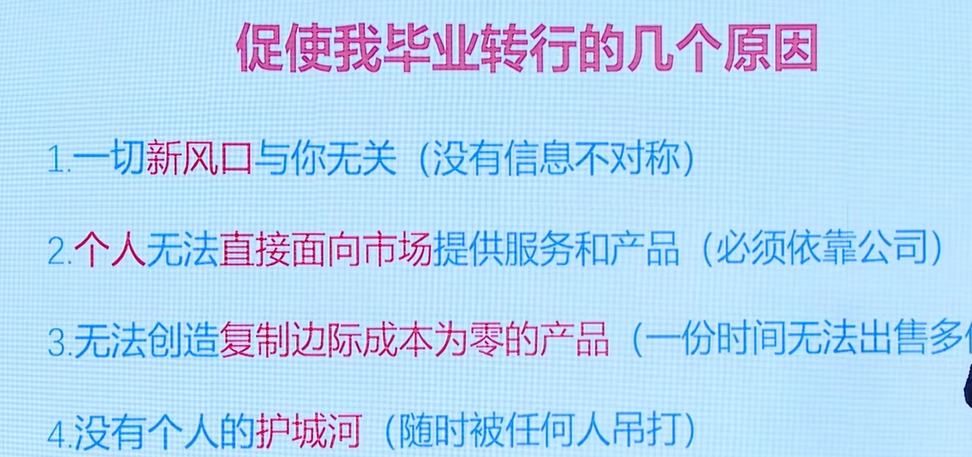 促使我毕业转行的几个原因
1.一切新风口与你无关（没有信息不对称）
2.个人无法直接面向市场提供服务和产品（必须依靠公司）
3.无法创造复制边际成本为零的产品（一份时间无法出售多
4.没有个人的护城河（随时被任何人吊打）